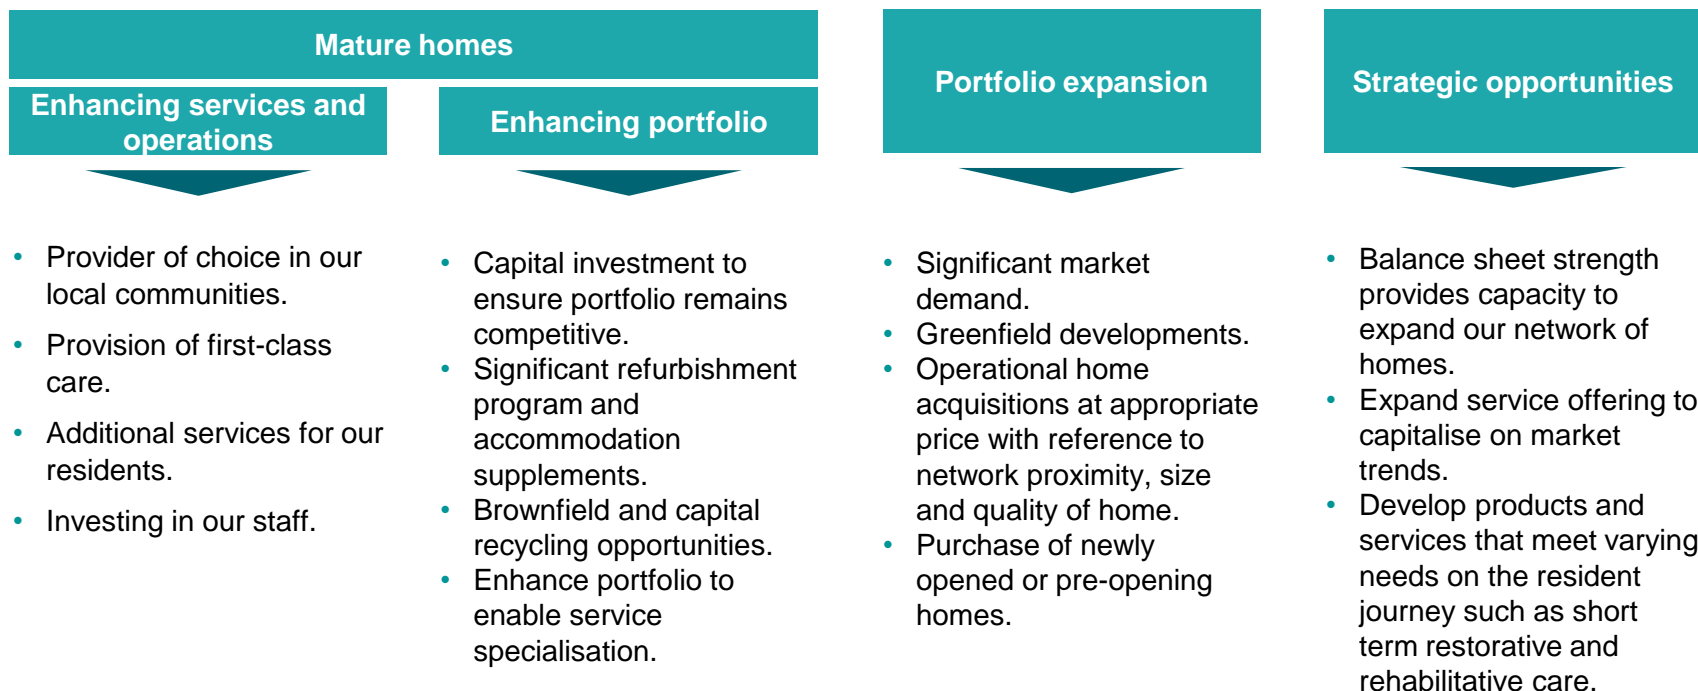 Mature homes
Enhancing services and
operations
• Provider of choice in our
local communities.
• Provision of first-class
care.
• Additional services for our
residents.
• Investing in our staff.
Enhancing portfolio
• Capital investment to
ensure portfolio remains
competitive.
• Significant refurbishment
program and
accommodation
supplements.
• Brownfield and capital
recycling opportunities.
• Enhance portfolio to
enable service
specialisation.
Portfolio expansion
• Significant market
demand.
• Greenfield developments.
• Operational home
acquisitions at appropriate
price with reference to
network proximity, size
and quality of home.
• Purchase of newly
opened or pre-opening
homes.
Strategic opportunities
• Balance sheet strength
provides capacity to
expand our network of
homes.
• Expand service offering to
capitalise on market
trends.
• Develop products and
services that meet varying
needs on the resident
journey such as short
term restorative and
rehabilitative care.